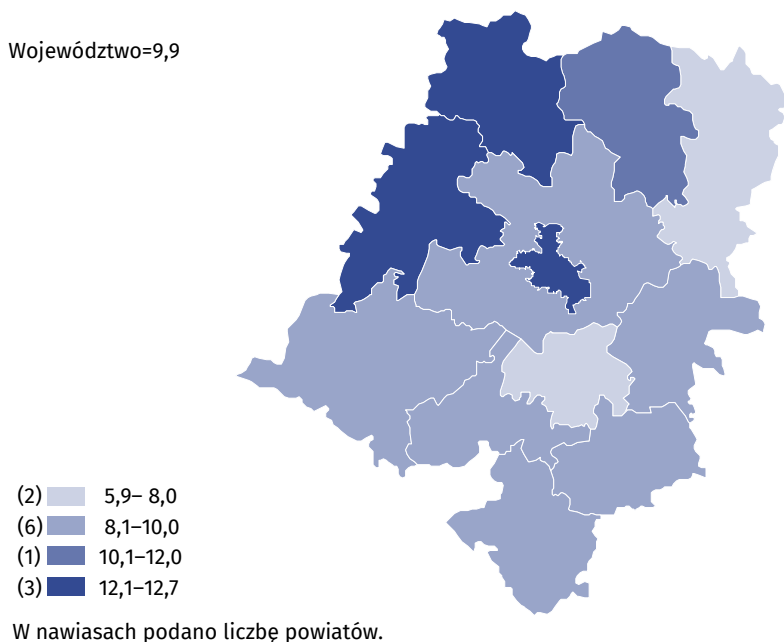 Województwo=9,9
(2) 5,9– 8,0
(6) 8,1–10,0
(1) 10,1–12,0
(3) 12,1–12,7
W nawiasach podano liczbę powiatów.